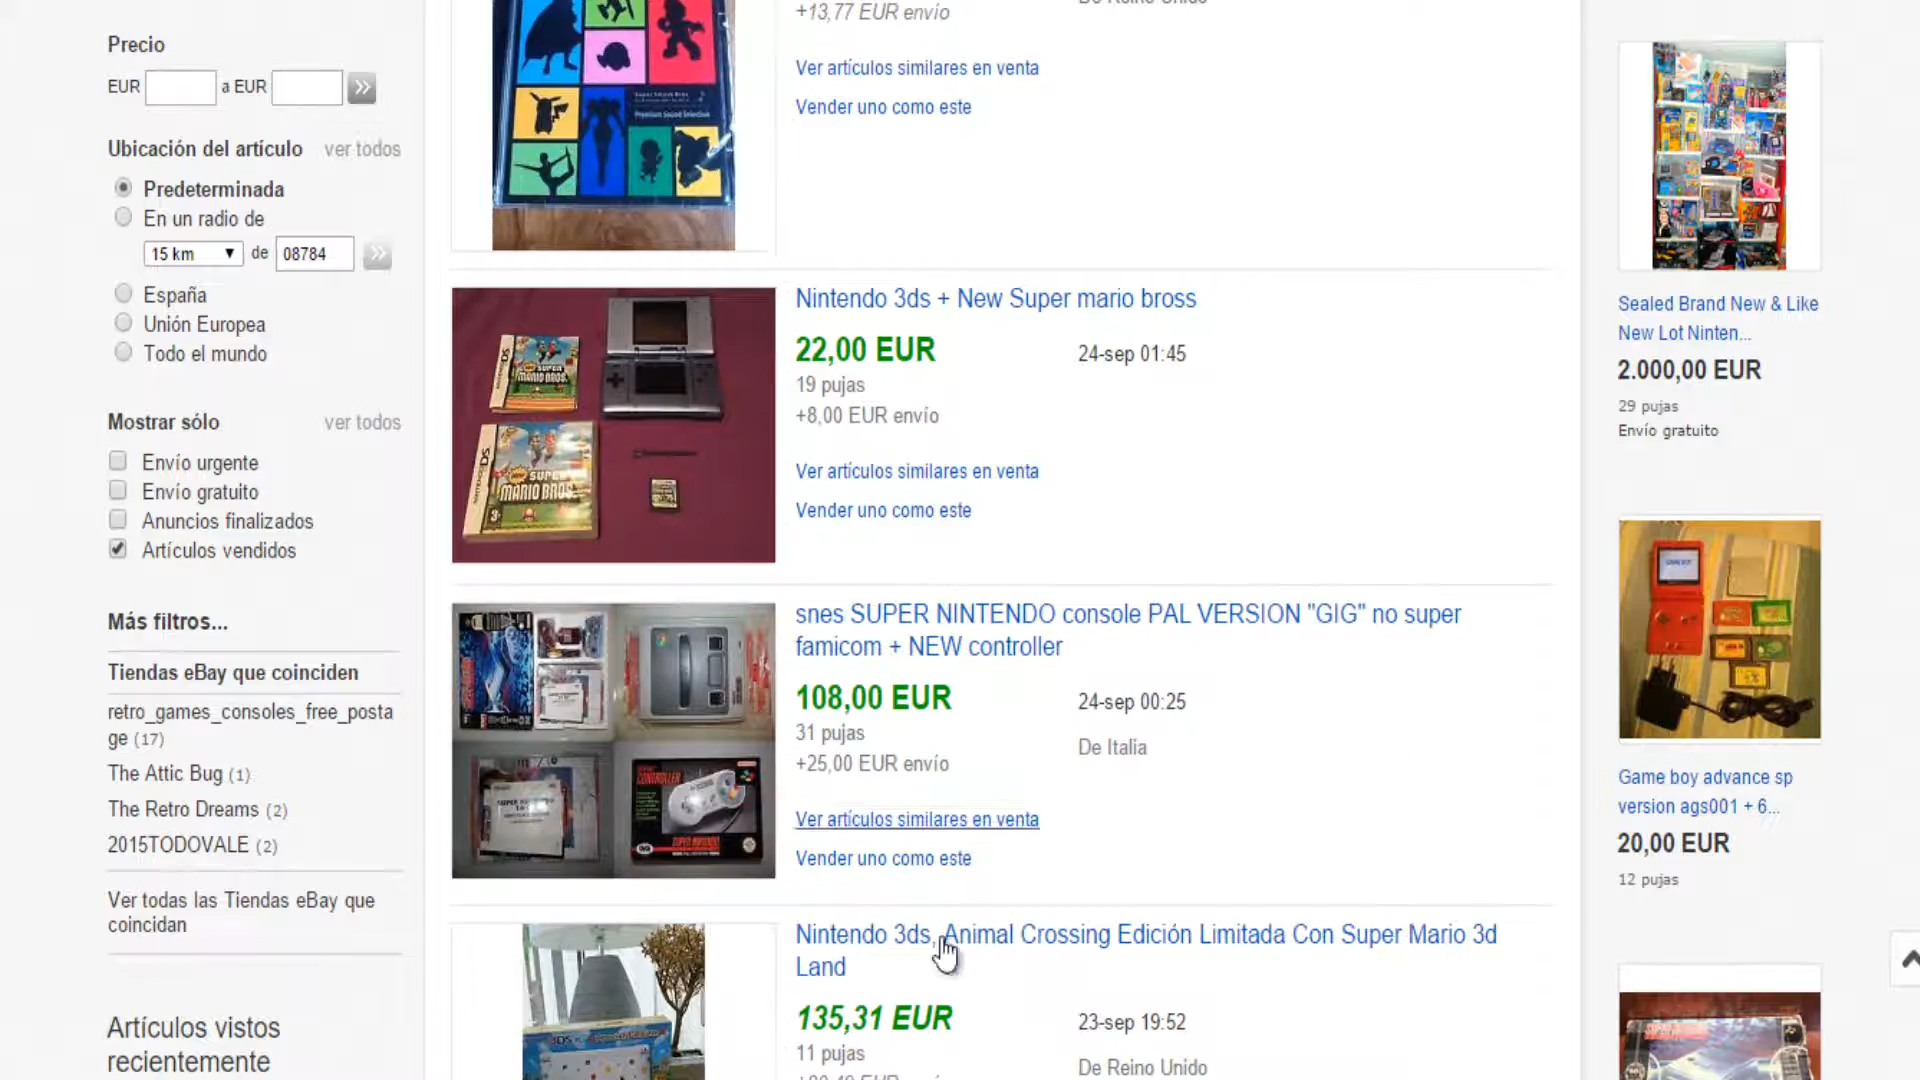 Precio
EUR a EUR
Ubicación del artículo ver todos
Predeterminada
En un radio de
15 km de 08784
España
Unión Europea
Todo el mundo
Mostrar sólo ver todos
Envío urgente
Envío gratuito
Anuncios finalizados
Artículos vendidos
Más filtros...
Tiendas eBay que coinciden
retro_games_consoles_free_posta
ge (17)
The Attic Bug (1)
The Retro Dreams (2)
2015TODOVALE (2)
Ver todas las Tiendas eBay que
coincidan
Artículos vistos
recientemente
+13,77 EUR envío
De Reino Unido
Ver artículos similares en venta
Vender uno como este
Nintendo 3ds + New Super mario bross
22,00 EUR 24-sep 01:45
19 pujas
+8,00 EUR envío
Ver artículos similares en venta
Vender uno como este
SUPER
MARIO BROS.
snes SUPER NINTENDO console PAL VERSION "GIG" no super
famicom + NEW controller
108,00 EUR 24-sep 00:25
31 pujas De Italia
+25,00 EUR envío
Ver artículos similares en venta
Vender uno como este
Nintendo 3ds, Animal Crossing Edición Limitada Con Super Mario 3d
Land
135,31 EUR 23-sep 19:52
11 pujas De Reino Unido
Sealed Brand New & Like
New Lot Ninten...
2.000,00 EUR
29 pujas
Envío gratuito
Game boy advance sp
version ags001 + 6...
20,00 EUR
12 pujas